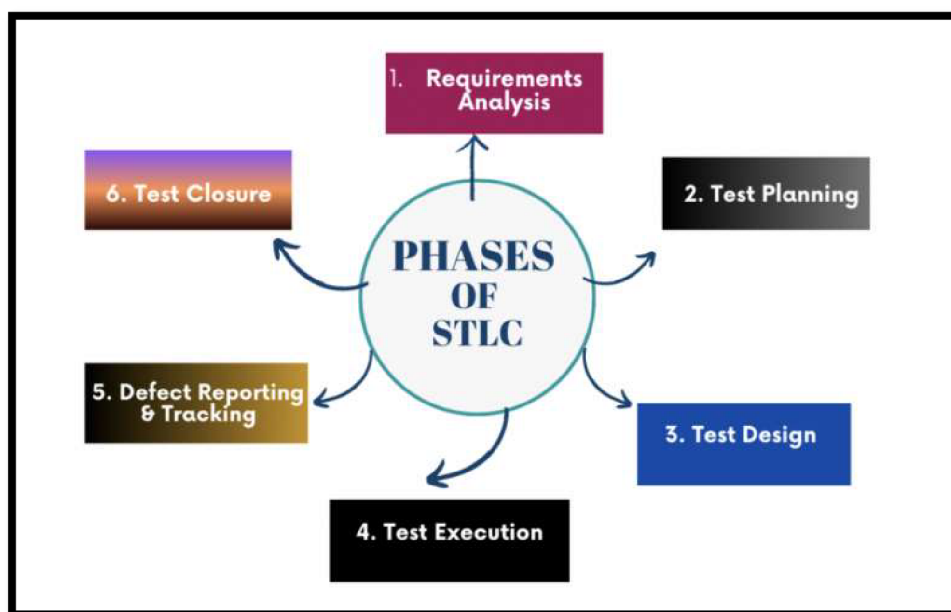 PHASES
OF
STLC
1. Requirements
Analysis
2. Test Planning
3. Test Design
4. Test Execution
5. Defect Reporting
& Tracking
6. Test Closure